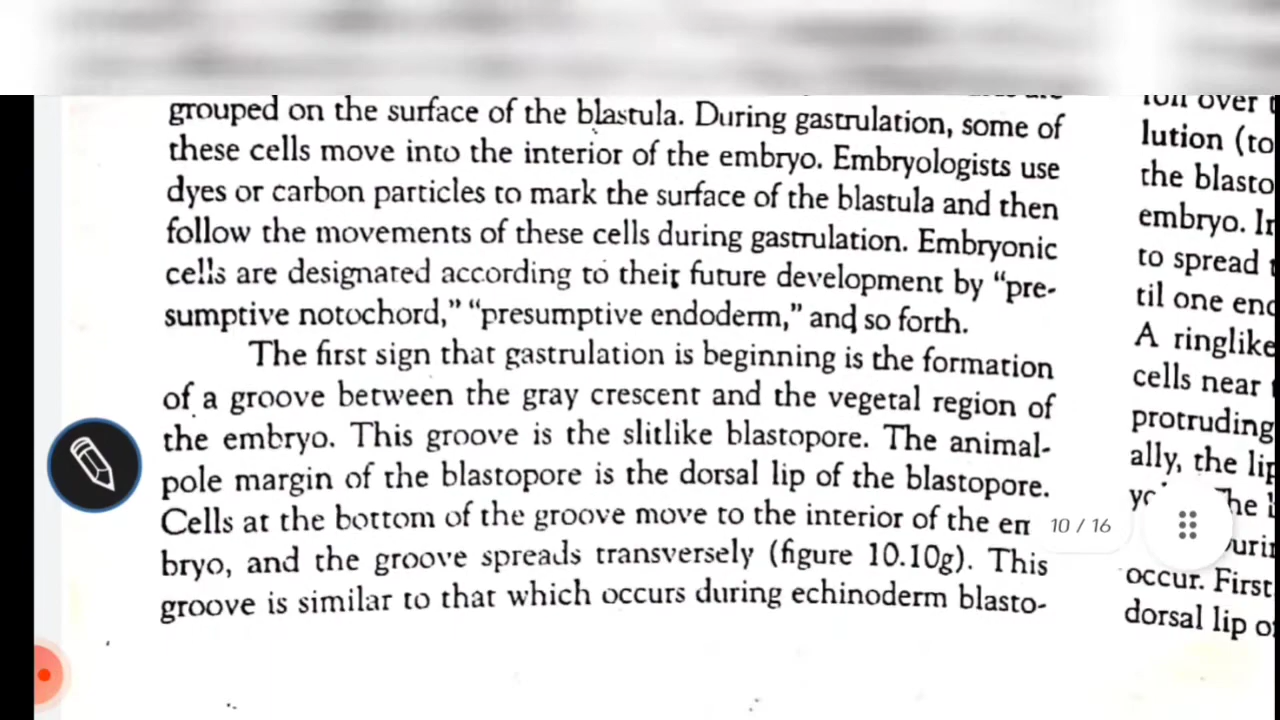 grouped on the surface of the blastula. During gastrulation, some of
these cells move into the interior of the embryo. Embryologists use
dyes or carbon particles to mark the surface of the blastula and then
follow the movements of these cells during gastrulation. Embryonic
cells are designated according to their future development by “pre-
sumptive notochord,” “presumptive endoderm,” and so forth.
The first sign that gastrulation is beginning is the formation
of a groove between the gray crescent and the vegetal region of
the embryo. This groove is the slitlike blastopore. The animal-
pole margin of the blastopore is the dorsal lip of the blastopore.
Cells at the bottom of the groove move to the interior of the em
bryo, and the groove spreads transversely (figure 10.10g). This
groove is similar to that which occurs during echinoderm blasto-
over
lution (to
the blasto
embryo. In
to spread
til one end
A ringlike
cells near
protruding
ally, the lip
occur. First
dorsal lip o
10 / 16